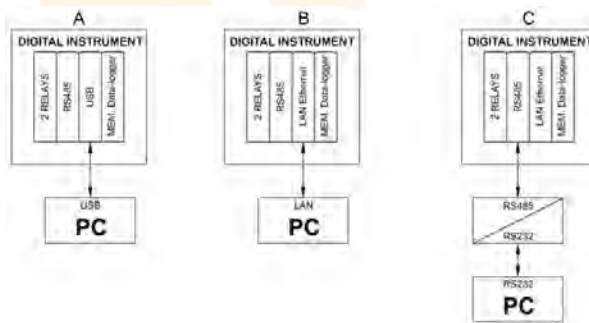 A
DIGITAL INSTRUMENT
2 RELAYS
RS485
USB
MEM. Data-logger
USB
PC
B
DIGITAL INSTRUMENT
2 RELAYS
RS485
LAN Ethernet
MEM. Data-logger
LAN
PC
C
DIGITAL INSTRUMENT
2 RELAYS
RS485
LAN Ethernet
MEM. Data-logger
RS485
RS232
RS232
PC